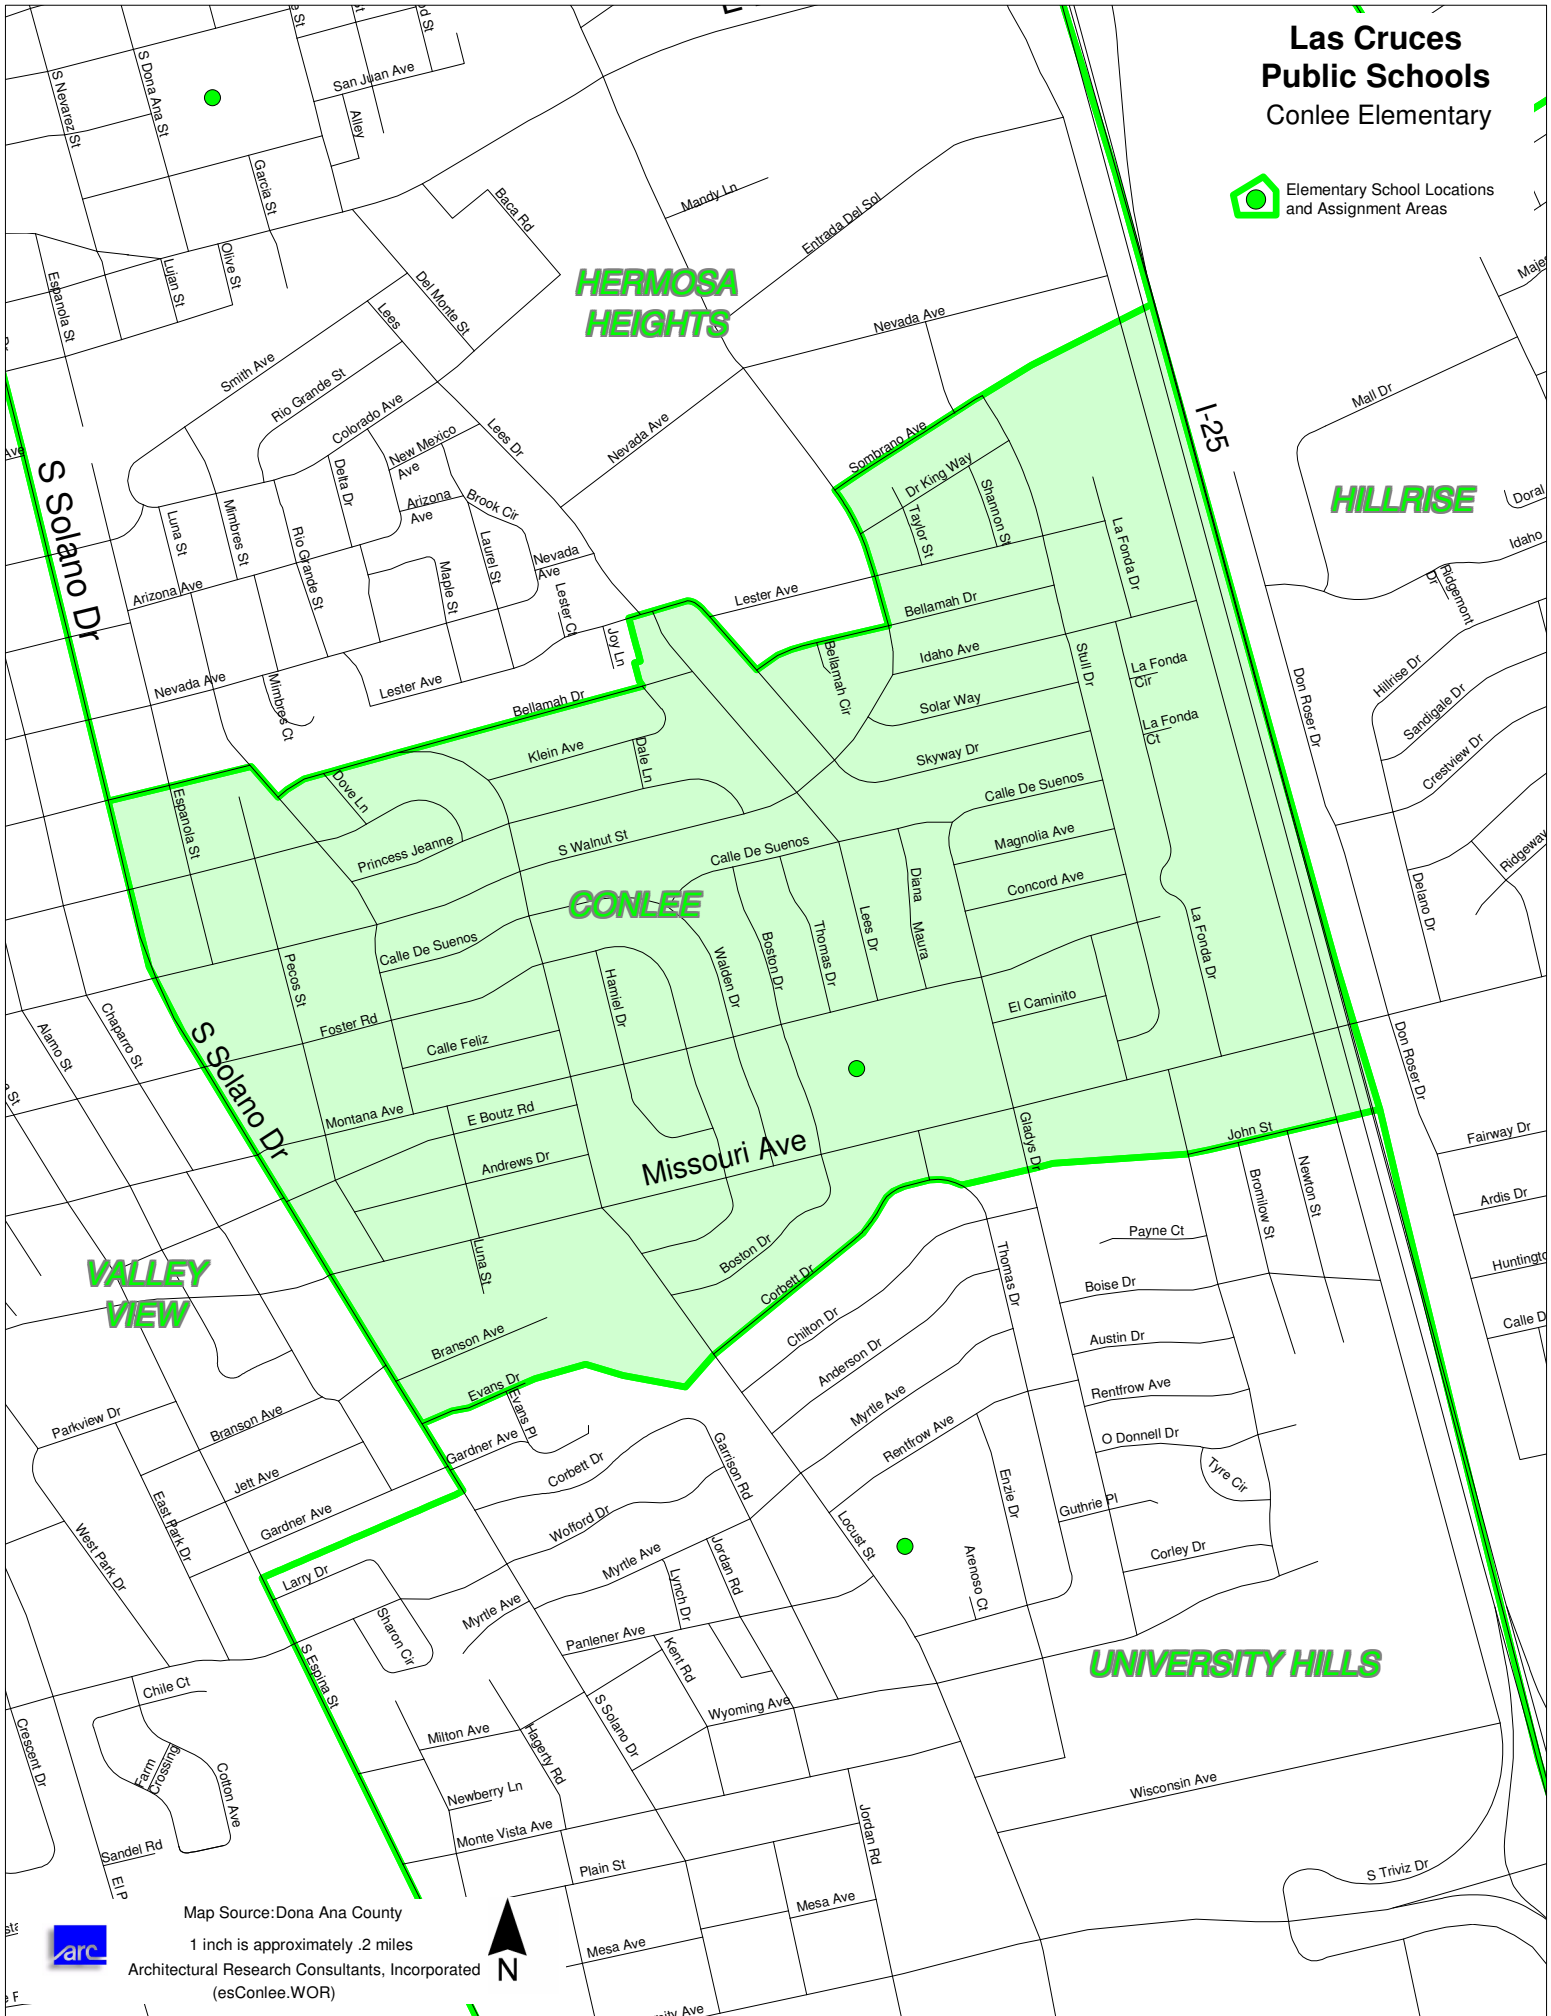 Las Cruces
Public Schools
Conlee Elementary
Elementary School Locations
and Assignment Areas
San Juan Ave
S Nevarez St
S Dona Ana St
Alley
Garcia St
Baca Rd
Mandy Ln
Entrada Del Sol
Espanola St
Lujan St
Olive St
Del Monte St
Lees
HERMOSA
HEIGHTS
Nevada Ave
Smith Ave
Rio Grande St
Colorado Ave
New Mexico
Ave
Lees Dr
Nevada Ave
Sombrano Ave
I-25
Mall Dr
HILLRISE
Doral
Idaho
Ridgemont
Dr
S Solano Dr
Luna St
Mimbres St
Rio Grande St
Delta Dr
Arizona
Ave
Brook Cir
Laurel St
Maple St
Nevada
Ave
Lester Ct
Joy Ln
Arizona Ave
Dr King Way
Taylor St
Shannon St
La Fonda Dr
Lester Ave
Bellamah Dr
Idaho Ave
Stull Dr
La Fonda
Cir
La Fonda
Ct
Nevada Ave
Mimbres Ct
Lester Ave
Bellamah Dr
Bellamah Cir
Solar Way
Skyway Dr
Don Roser Dr
Hillrise Dr
Sandigale Dr
Crestview Dr
Ridgeway
Delano Dr
Klein Ave
Dale Ln
Dove Ln
Espanola St
Princess Jeanne
S Walnut St
Calle De Suenos
Calle De Suenos
Magnolia Ave
Concord Ave
CONLEE
Diana
Maura
Lees Dr
Thomas Dr
Boston Dr
Walden Dr
La Fonda Dr
Calle De Suenos
Pecos St
Hamiel Dr
El Caminito
Foster Rd
Calle Feliz
Alamo St
Chaparro St
S Solano Dr
Montana Ave
E Boutz Rd
Andrews Dr
Missouri Ave
Gladys Dr
John St
Don Roser Dr
Fairway Dr
Ardis Dr
Bromilow St
Newton St
Payne Ct
Boise Dr
Austin Dr
Rentfrow Ave
O Donnell Dr
Tyre Cir
Guthrie Pl
Corley Dr
VALLEY
VIEW
Luna St
Boston Dr
Corbett Dr
Thomas Dr
Chilton Dr
Anderson Dr
Myrtle Ave
Rentfrow Ave
Branson Ave
Evans Dr
Evans Pl
Gardner Ave
Corbett Dr
Garrison Rd
Enzie Dr
Locust St
Arenoso Ct
Parkview Dr
Branson Ave
Jett Ave
Gardner Ave
East Park Dr
West Park Dr
Wofford Dr
Myrtle Ave
Jordan Rd
Lynch Dr
Larry Dr
Sharon Cir
Myrtle Ave
Panlener Ave
Kent Rd
UNIVERSITY HILLS
S Espina St
Chile Ct
Crescent Dr
Farm
Crossing
Cotton Ave
Sandel Rd
El P
Milton Ave
Hagerty Rd
S Solano Dr
Wyoming Ave
Newberry Ln
Monte Vista Ave
Plain St
Jordan Rd
Wisconsin Ave
S Triviz Dr
Mesa Ave
Mesa Ave
Map Source:Dona Ana County
1 inch is approximately .2 miles
Architectural Research Consultants, Incorporated
(esConlee.WOR)
arc
N